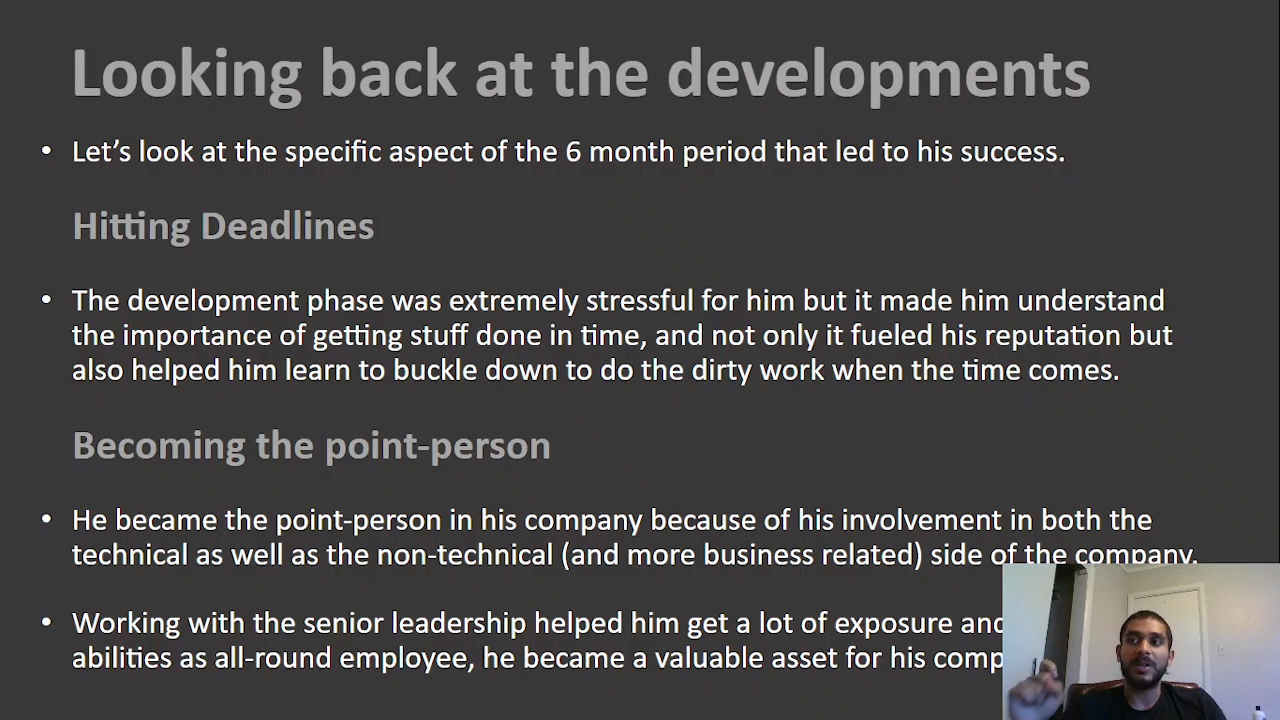 Looking back at the developments
• Let's look at the specific aspect of the 6 month period that led to his success.
Hitting Deadlines
• The development phase was extremely stressful for him but it made him understand
the importance of getting stuff done in time, and not only it fueled his reputation but
also helped him learn to buckle down to do the dirty work when the time comes.
Becoming the point-person
• He became the point-person in his company because of his involvement in both the
technical as well as the non-technical (and more business related) side of the company.
• Working with the senior leadership helped him get a lot of exposure and
abilities as all-round employee, he became a valuable asset for his comp